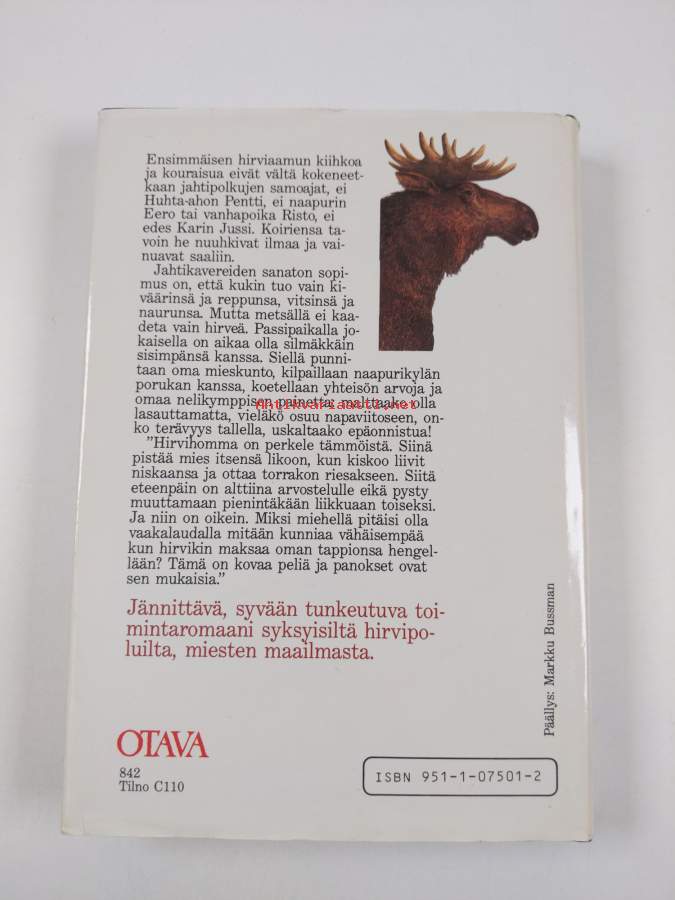 Ensimmäisen hirviaamun kiihkoa
ja kouraisua eivät vältä kokeneet-
kaan jahtipolkujen samoajat, ei
Huhta-ahon Pentti, ei naapurin
Eero tai vanhapoika Risto, ei
edes Karin Jussi. Koiriensa ta-
voin he nuuhkivat ilmaa ja vai-
nuavat saaliin.
Jahtikavereiden sanaton sopi-
mus on, että kukin tuo vain ki-
väärinsä ja reppunsa, vitsinsä ja
naurunsa. Mutta metsällä ei kaa-
deta vain hirveä. Passipaikalla jo-
kaisella on aikaa olla silmäkkäin
sisimpänsä kanssa. Siellä punni-
taan oma mieskunto, kilpaillaan naapurikylän
porukan kanssa, koetellaan yhteisön arvoja ja
omaa nelikymppisen painetta: malttaako olla
Antikvariaatti.net
lasauttamatta, vieläkö osuu napaviitoseen, on-
ko terävyys tallella, uskaltaako epäonnistua!
"Hirvihomma on perkele tämmöistä. Siinä
pistää mies itsensä likoon, kun kiskoo liivit
niskaansa ja ottaa torrakon riesakseen. Siitä
eteenpäin on alttiina arvostelulle eikä pysty
muuttamaan pienintäkään liikkuaan toiseksi.
Ja niin on oikein. Miksi miehellä pitäisi olla
vaakalaudalla mitään kunniaa vähäisempää
kun hirvikin maksaa oman tappionsa hengel-
lään? Tämä on kovaa peliä ja panokset ovat
sen mukaisia."
Jännittävä, syvään tunkeutuva toi-
mintaromaani syksyisiltä hirvipo-
luilta, miesten maailmasta.
Päällys: Markku Bussman
OTAVA
842
Tilno C110
ISBN 951-1-07501-2